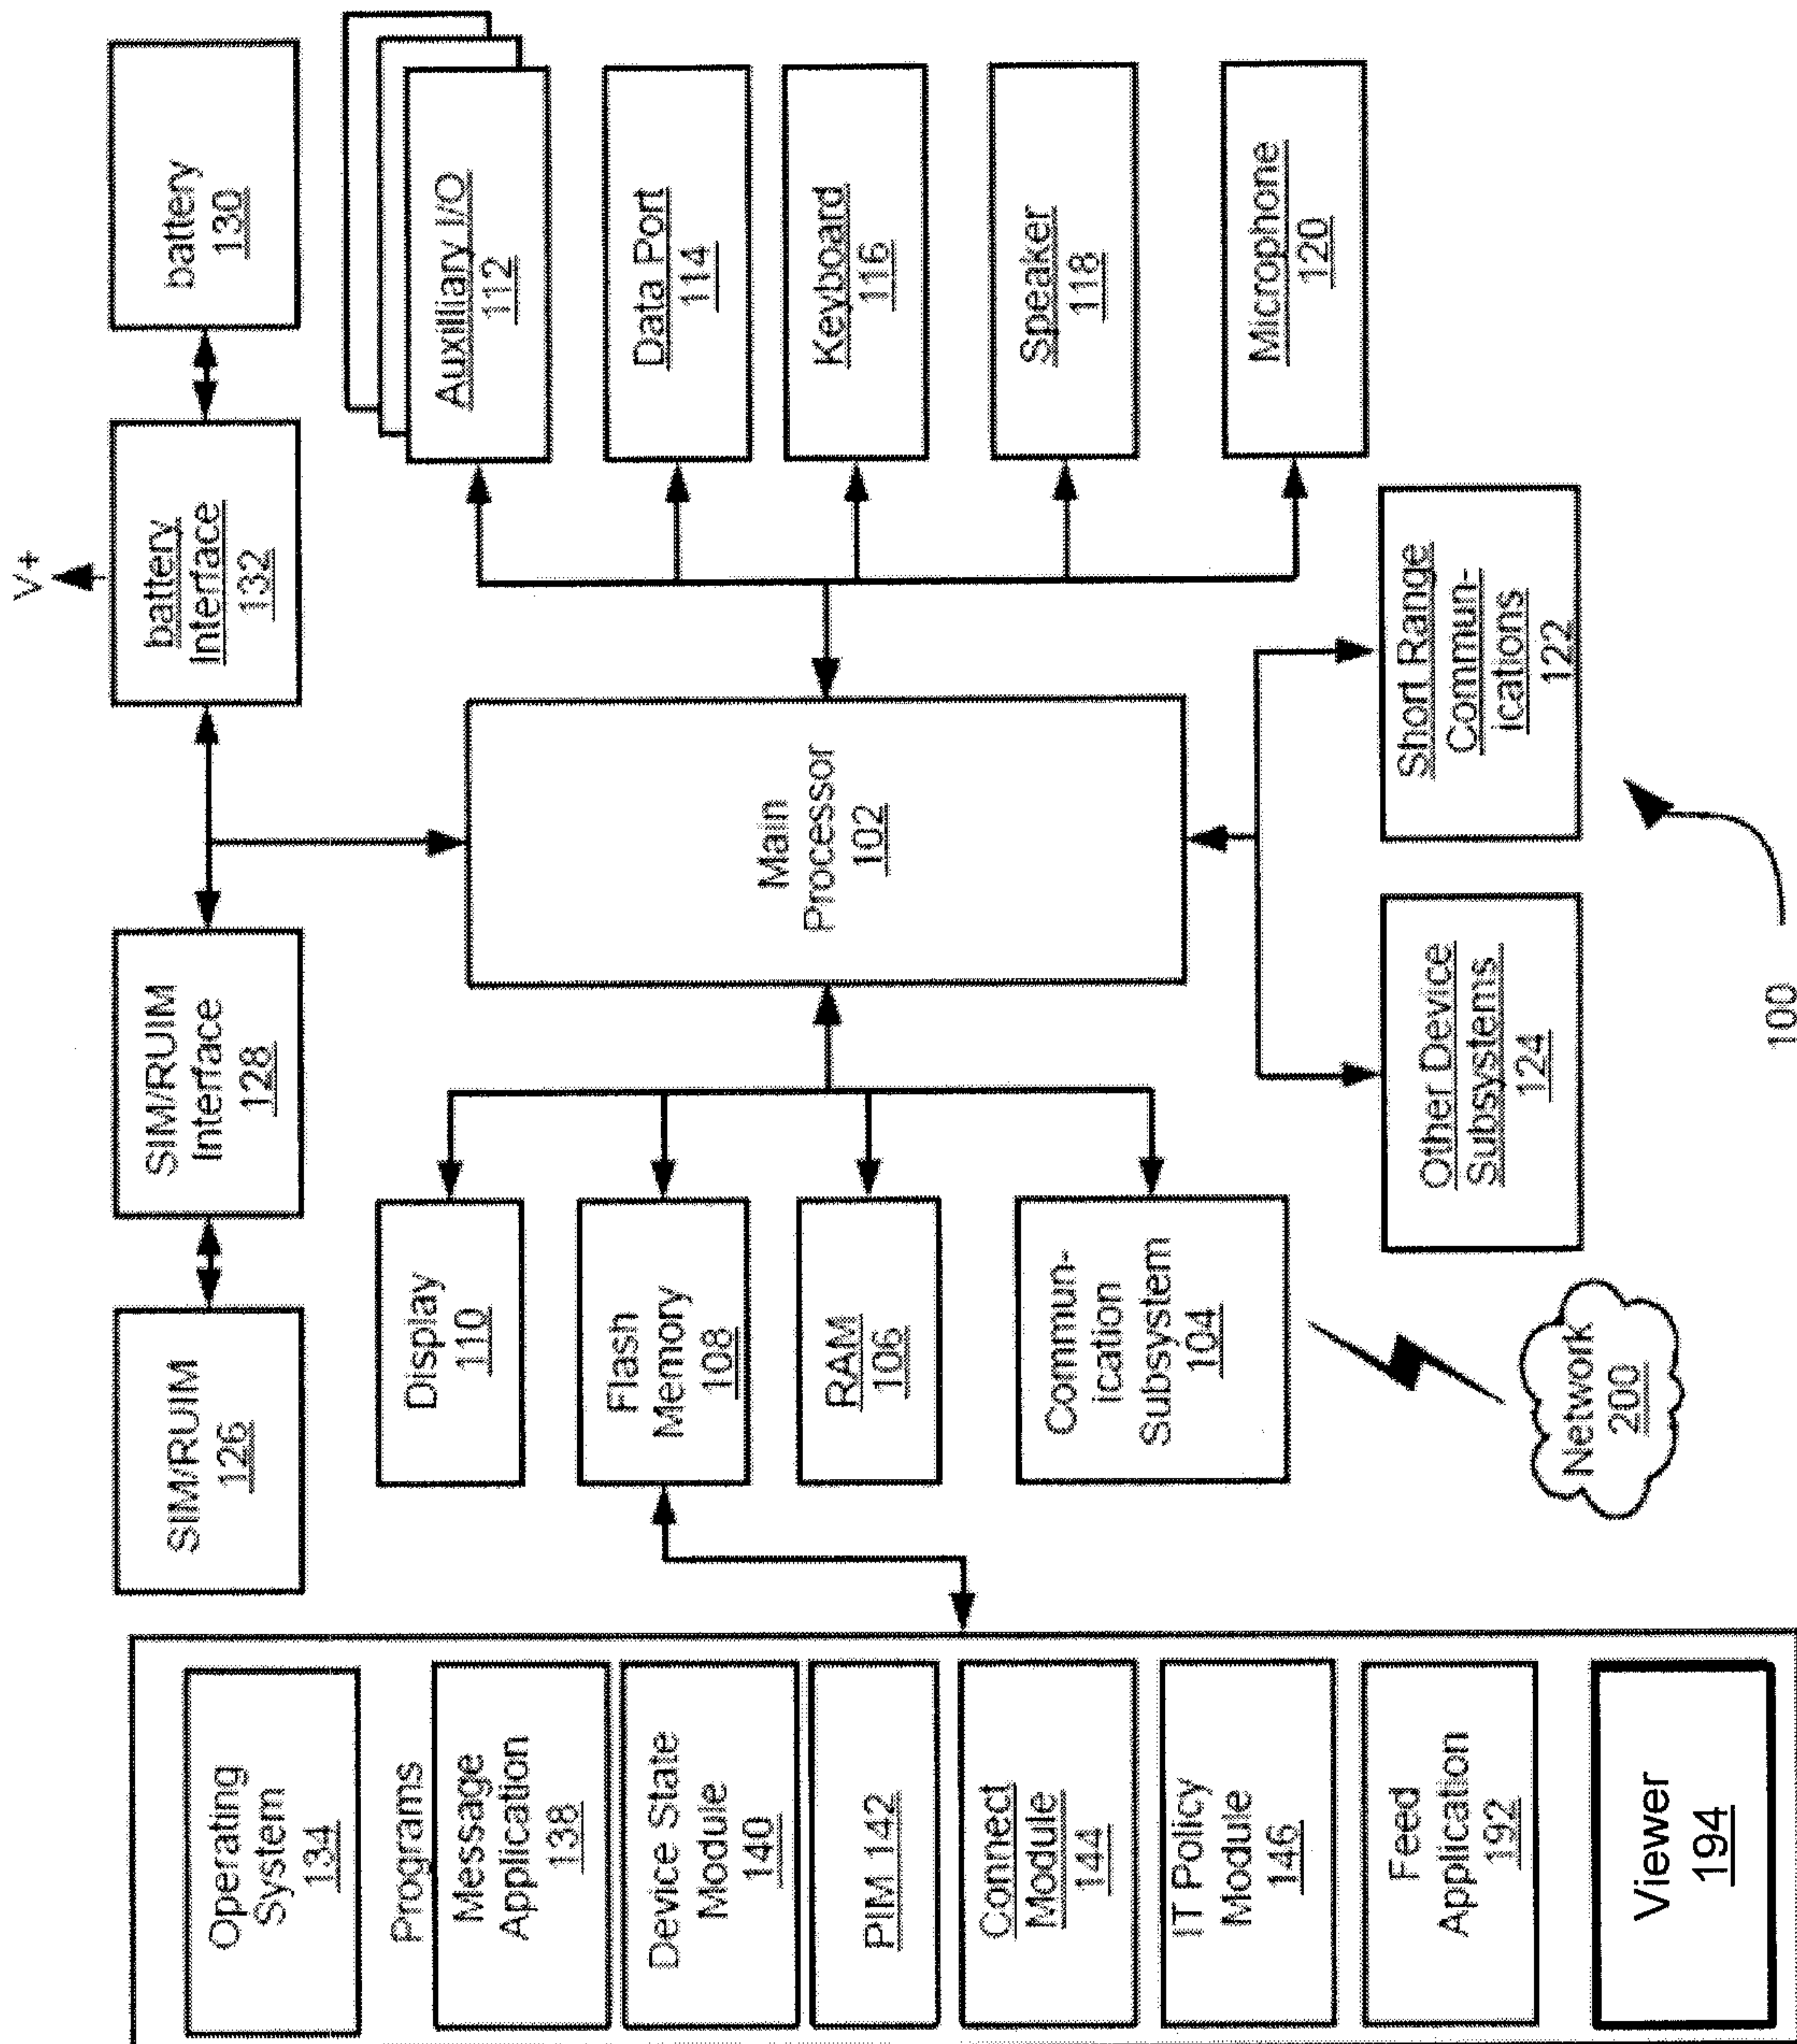 Operating
System
134
Programs
Message
Application
138
Device State
Module
140
PIM 142
Connect
Module
144
IT Policy
Module
146
Feed
Application
192
Viewer
194
SIM/RUIM
126
SIM/RUIM
Interface
128
battery
Interface
132
V+
battery
130
Display
110
Flash
Memory
108
RAM
106
Commun-
ication
Subsystem
104
Network
200
Main
Processor
102
Auxilliary I/O
112
Data Port
114
Keyboard
116
Speaker
118
Microphone
120
Other Device
Subsystems
124
Short Range
Commun-
ications
122
100